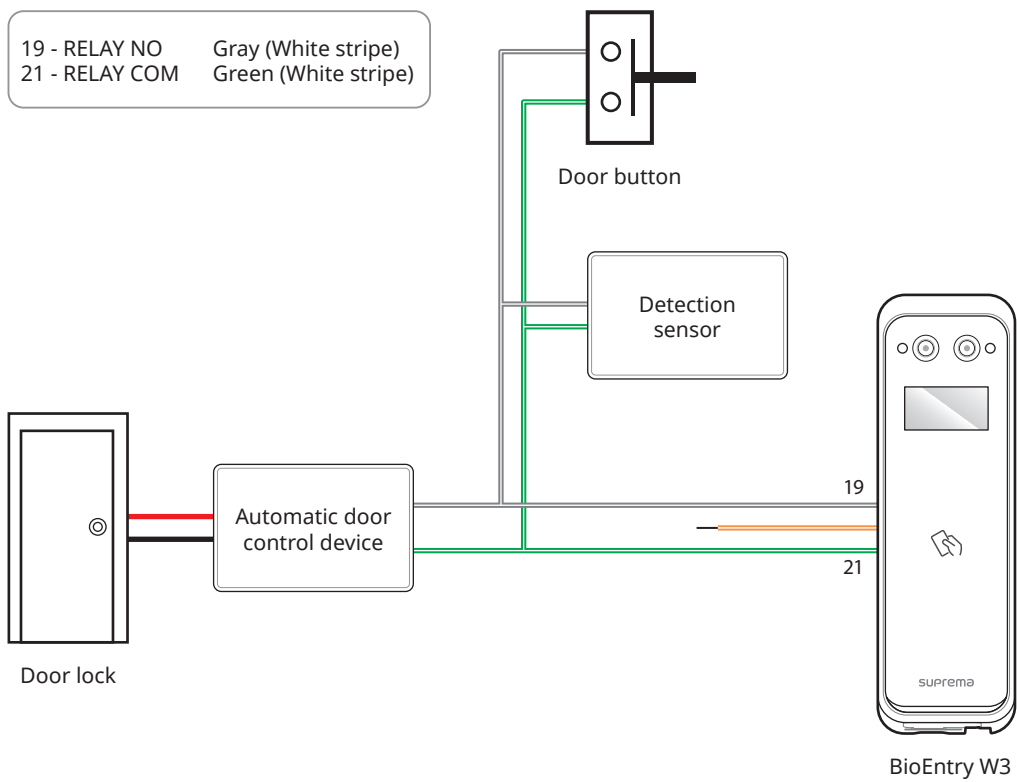 19 - RELAY NO Gray (White stripe)
21 - RELAY COM Green (White stripe)
Door button
Detection
sensor
19
Automatic door
control device
21
Door lock
suprema
BioEntry W3